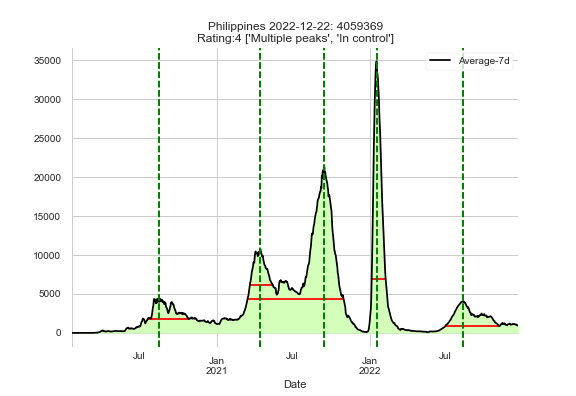 Philippines 2022-12-22: 4059369
Rating:4 ['Multiple peaks', 'In control']
Average-7d
35000
30000
25000
20000
15000
10000
5000
0
Jul
Jan
2021
Jul
Jan
2022
Jul
Date